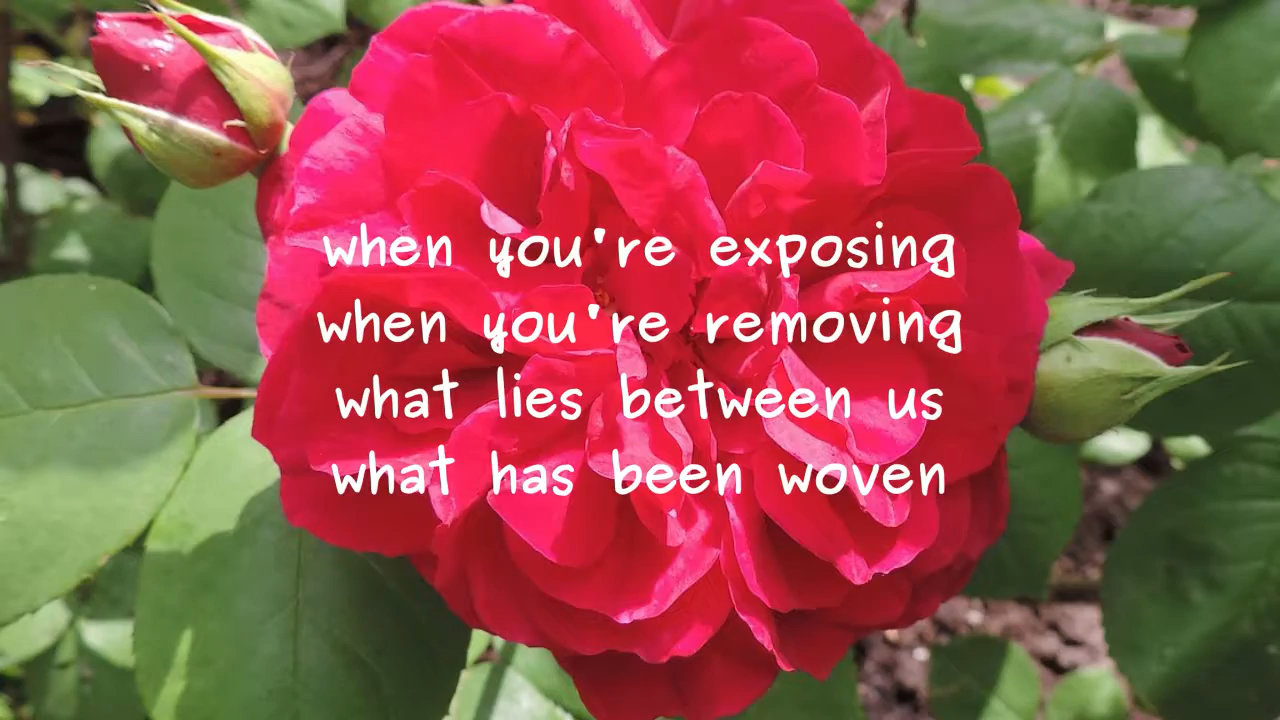 when you're exposing
when you're removing
what lies between us
what has been woven